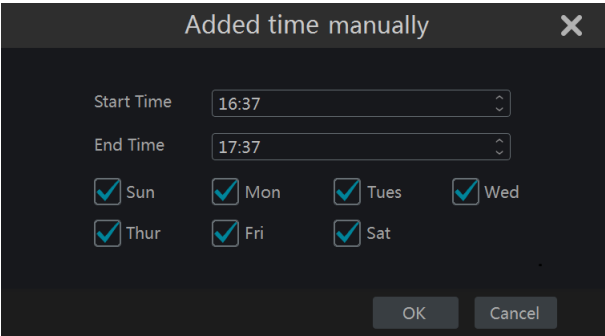 Added time manually
Start Time 16:37
End Time 17:37
Sun Mon Tues Wed
Thur Fri Sat
OK Cancel